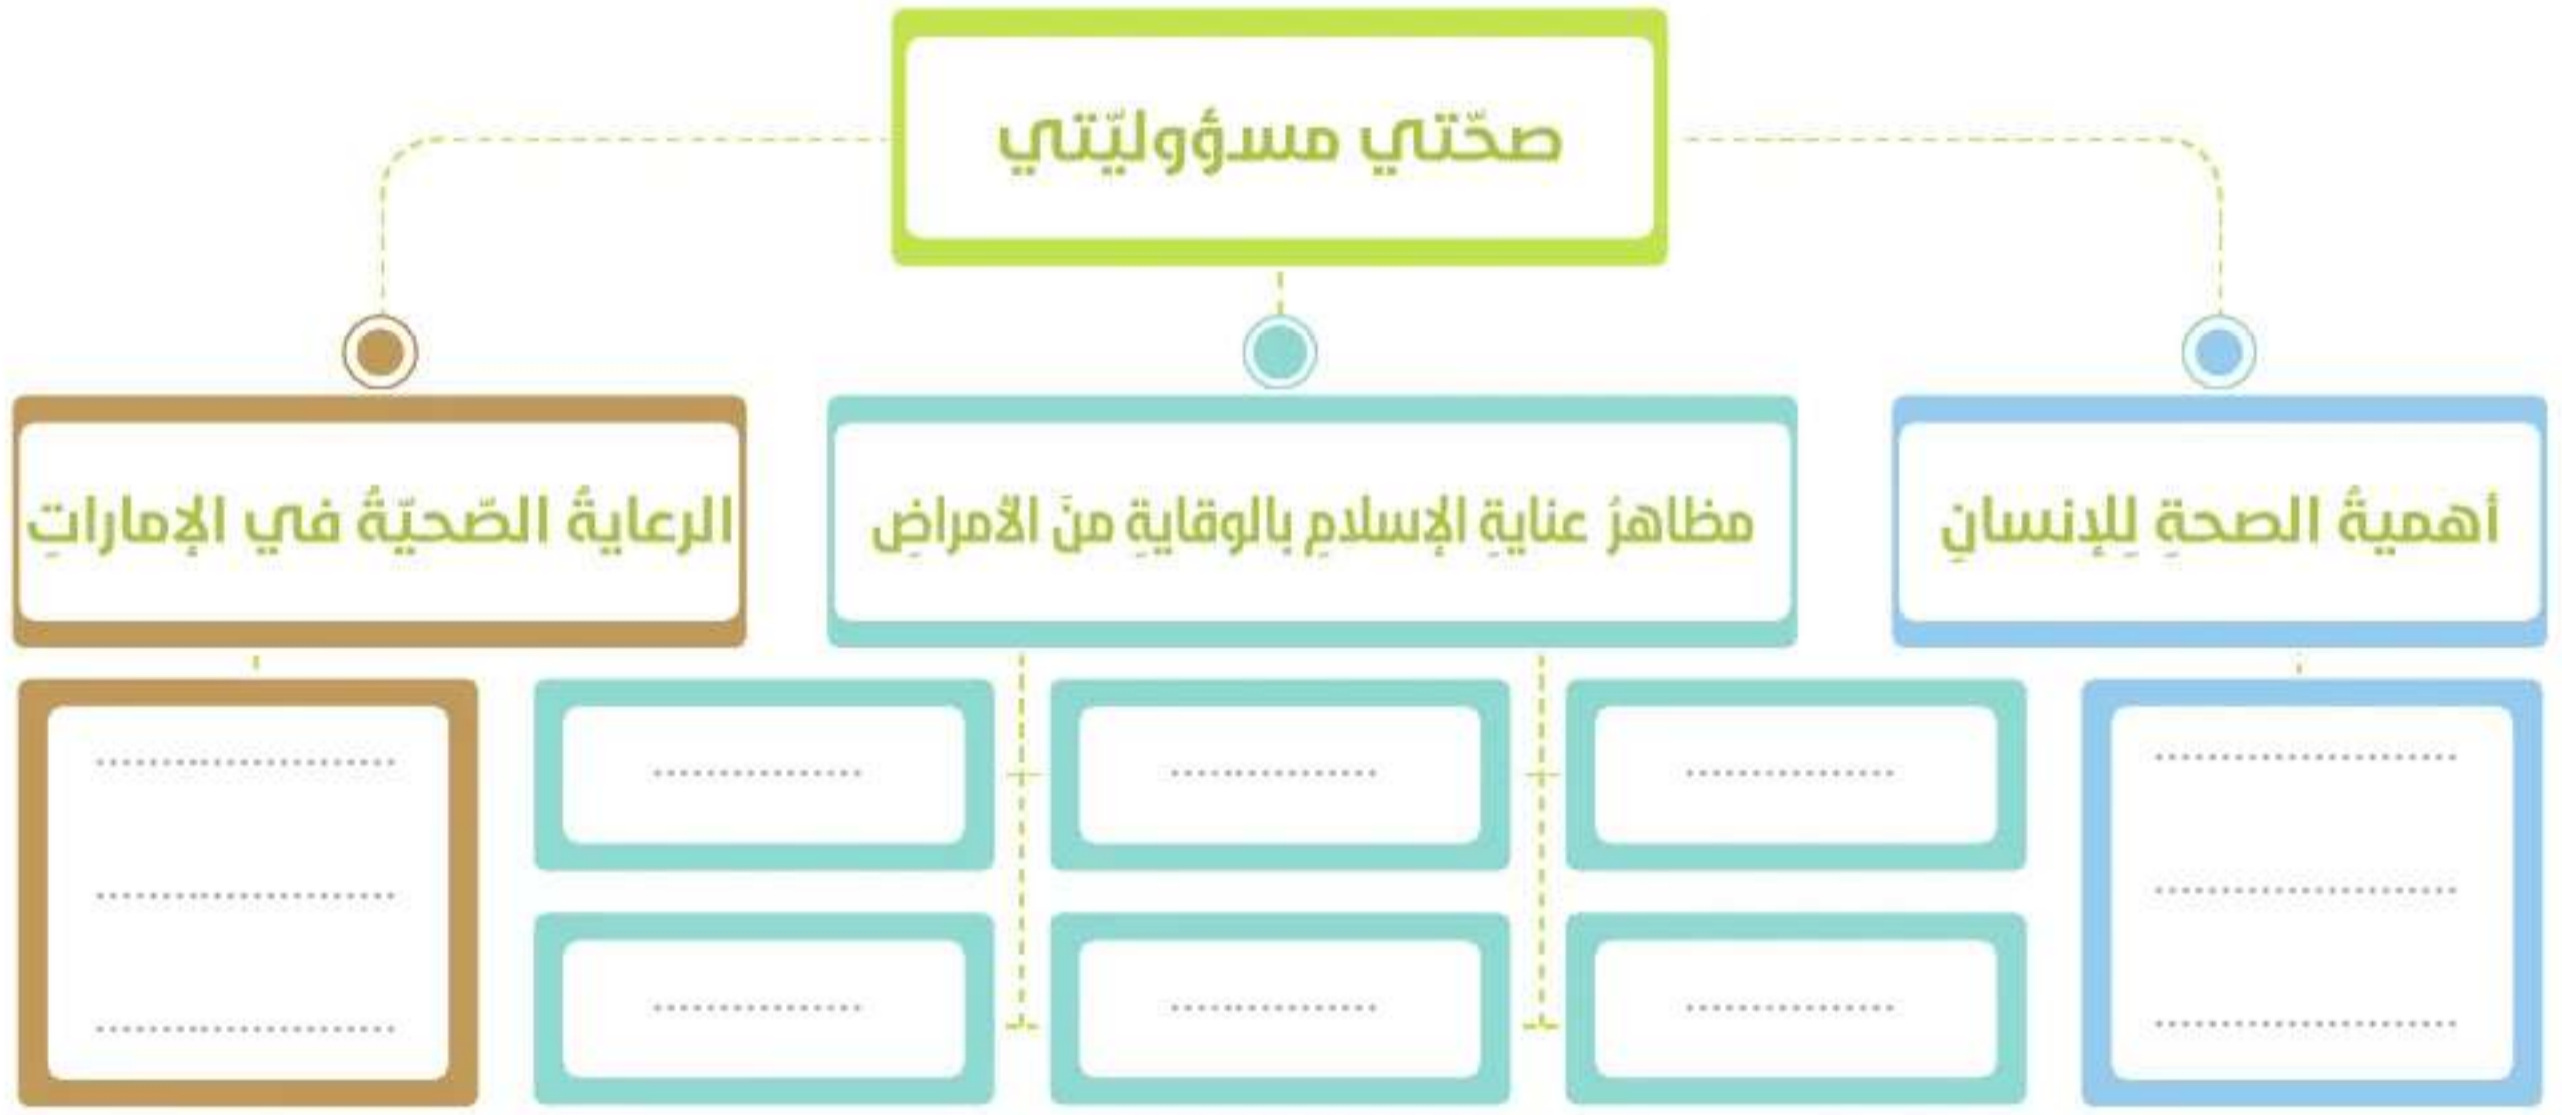 صحّتي مسؤوليّتي
أهميةُ الصحةِ لِلإنسانِ
مظاهرُ عنايةِ الإسلامِ بالوقايةِ منَ الأمراضِ
الرعايةُ الصّحيّةُ في الإماراتِ